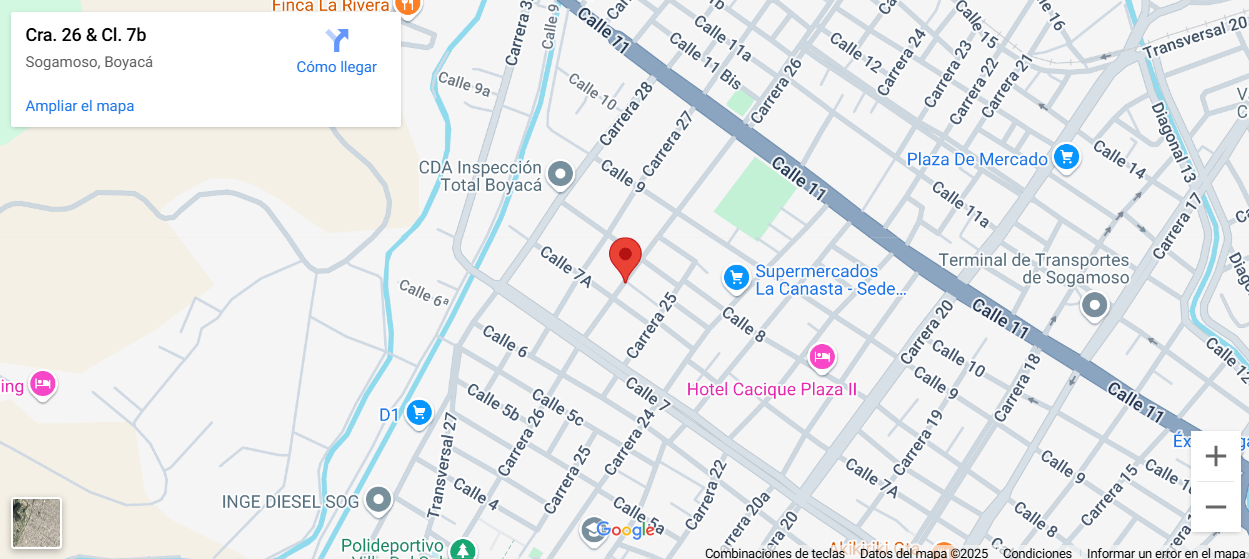 Finca La Rivera
Cra. 26 & Cl. 7b
Sogamoso, Boyacá
Cómo llegar
Ampliar el mapa
Calle 9
Calle 11
Calle 11a
Calle 11 Bis
Calle 12
Carrera 24
Carrera 23
Carrera 22
Carrera 21
Calle 15
Transversal 20
Calle 9a
Calle 10
Carrera 28
Carrera 27
Carrera 26
CDA Inspección
Total Boyacá
Calle 9
Calle 11
Plaza De Mercado
Calle 14
Diagonal 13
Carrera 17
Calle 11a
Calle 7A
Calle 6ª
Supermercados
La Canasta - Sede...
Terminal de Transportes
de Sogamoso
Calle 6
Carrera 25
Calle 8
Carrera 20
Calle 11
Calle 12
ing
Hotel Cacique Plaza II
Calle 10
Carrera 18
Calle 9
Calle 11
D1
Calle 5b
Calle 5c
Calle 7
Carrera 26
Carrera 24
Carrera 19
Transversal 27
Carrera 25
Carrera 22
Calle 7A
Calle 9
Carrera 15
INGE DIESEL SOG
Calle 4
Calle 5a
Carrera 20a
Calle 8
Google
Polideportivo
Combinaciones de teclas
Datos del mapa ©2025
Condiciones
Informar un error en el mapa